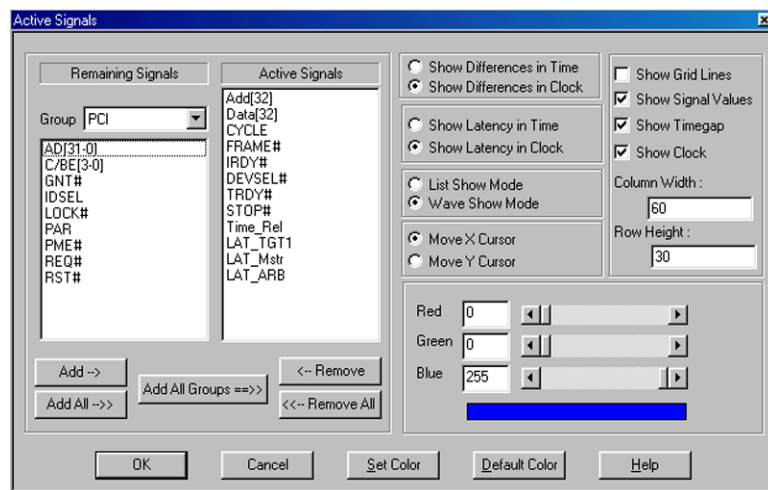 Active Signals
Remaining Signals
Group PCI
AD[31-0]
C/BE[3-0]
GNT#
IDSEL
LOCK#
PAR
PME#
REQ#
RST#
Active Signals
Add[32]
Data[32]
CYCLE
FRAME#
IRDY#
DEVSEL#
TRDY#
STOP#
Time_Rel
LAT_TGT1
LAT_Mstr
LAT_ARB
Add -->
Add All -->>
Add All Groups ==>>
<-- Remove
<<-- Remove All
Show Differences in Time
Show Differences in Clock
Show Latency in Time
Show Latency in Clock
List Show Mode
Wave Show Mode
Move X Cursor
Move Y Cursor
Show Grid Lines
Show Signal Values
Show Timegap
Show Clock
Column Width :
60
Row Height :
30
Red 0
Green 0
Blue 255
OK
Cancel
Set Color
Default Color
Help